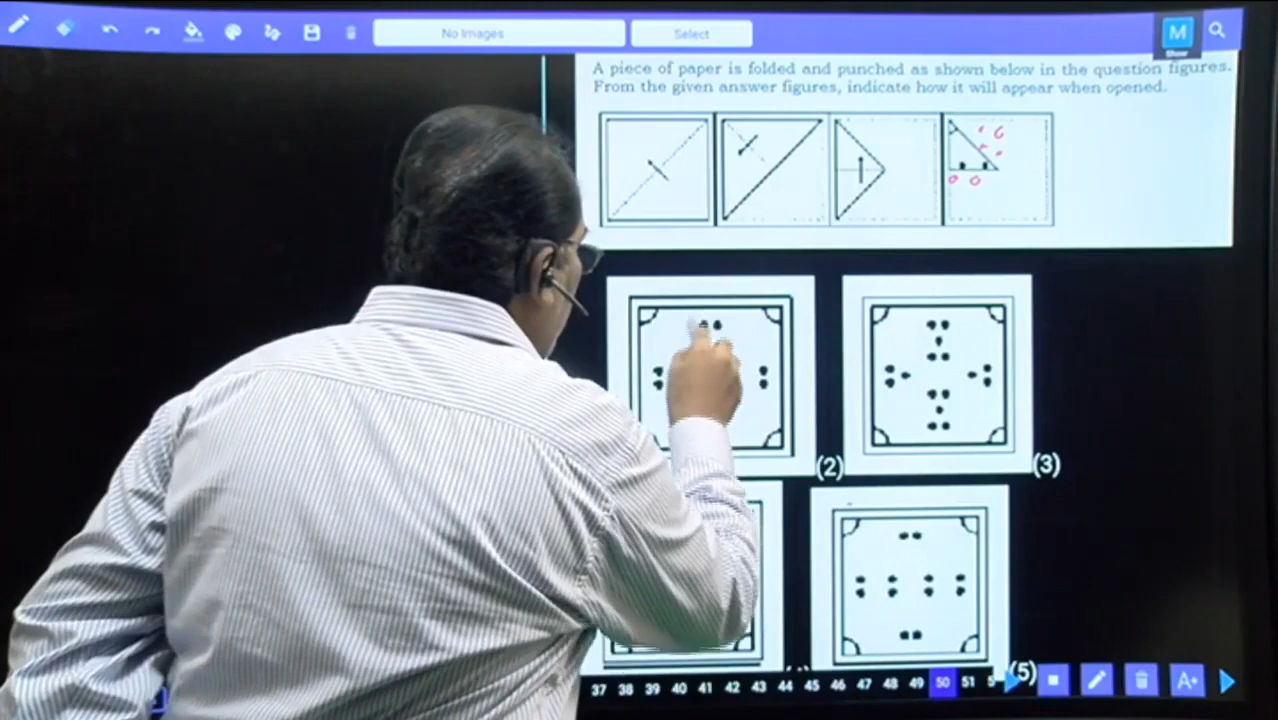 No Images
Select
M
Show
A piece of paper is folded and punched as shown below in the question figures.
From the given answer figures, indicate how it will appear when opened.
(2)
(3)
(5)
37 38 39 40 41 42 43 44 45 46 47 48 49 50 51 5
A+